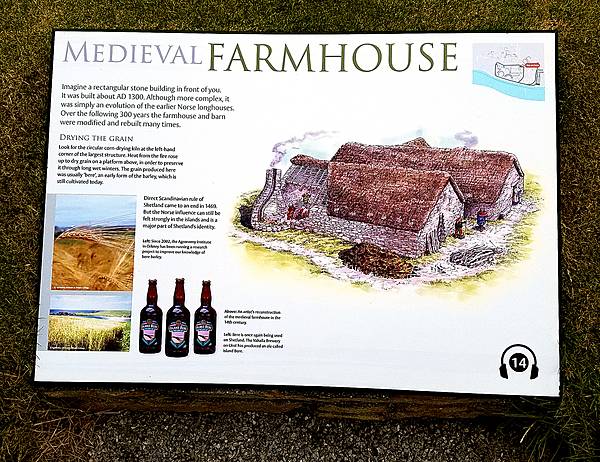 MEDIEVAL FARMHOUSE
Imagine a rectangular stone building in front of you.
It was built about AD 1300. Although more complex, it
was simply an evolution of the earlier Norse longhouses.
Over the following 300 years the farmhouse and barn
were modified and rebuilt many times.
DRYING THE GRAIN
Look for the circular corn-drying kiln at the left-hand
corner of the largest structure. Heat from the fire rose
up to dry grain on a platform above, in order to preserve
it through long wet winters. The grain produced here
was usually 'bere', an early form of the barley, which is
still cultivated today.
Direct Scandinavian rule of
Shetland came to an end in 1469.
But the Norse influence can still be
felt strongly in the islands and is a
major part of Shetland's identity.
Left: Since 2002, the Agronomy Institute
in Orkney has been running a research
project to improve our knowledge of
bere barley.
Above: An artist's reconstruction
of the medieval farmhouse in the
14th century.
Left: Bere is once again being used
on Shetland. The Valhalla Brewery
on Unst has produced an ale called
Island Bere.
14